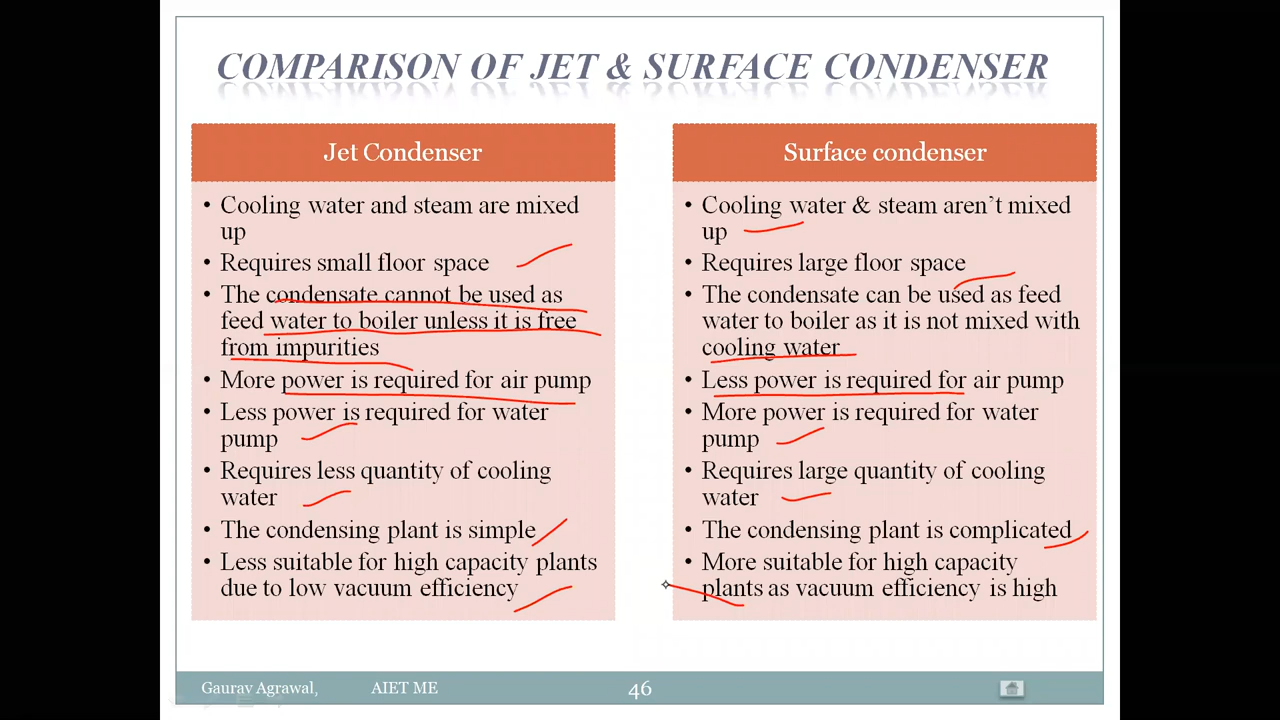 COMPARISON OF JET & SURFACE CONDENSER
Jet Condenser
• Cooling water and steam are mixed
up
• Requires small floor space
• The condensate cannot be used as
feed water to boiler unless it is free
from impurities
• More power is required for air pump
• Less power is required for water
pump
• Requires less quantity of cooling
water
• The condensing plant is simple
• Less suitable for high capacity plants
due to low vacuum efficiency
Surface condenser
• Cooling water & steam aren’t mixed
up
• Requires large floor space
• The condensate can be used as feed
water to boiler as it is not mixed with
cooling water
• Less power is required for air pump
• More power is required for water
pump
• Requires large quantity of cooling
water
• The condensing plant is complicated
• More suitable for high capacity
plants as vacuum efficiency is high
Gaurav Agrawal, AIET ME 46